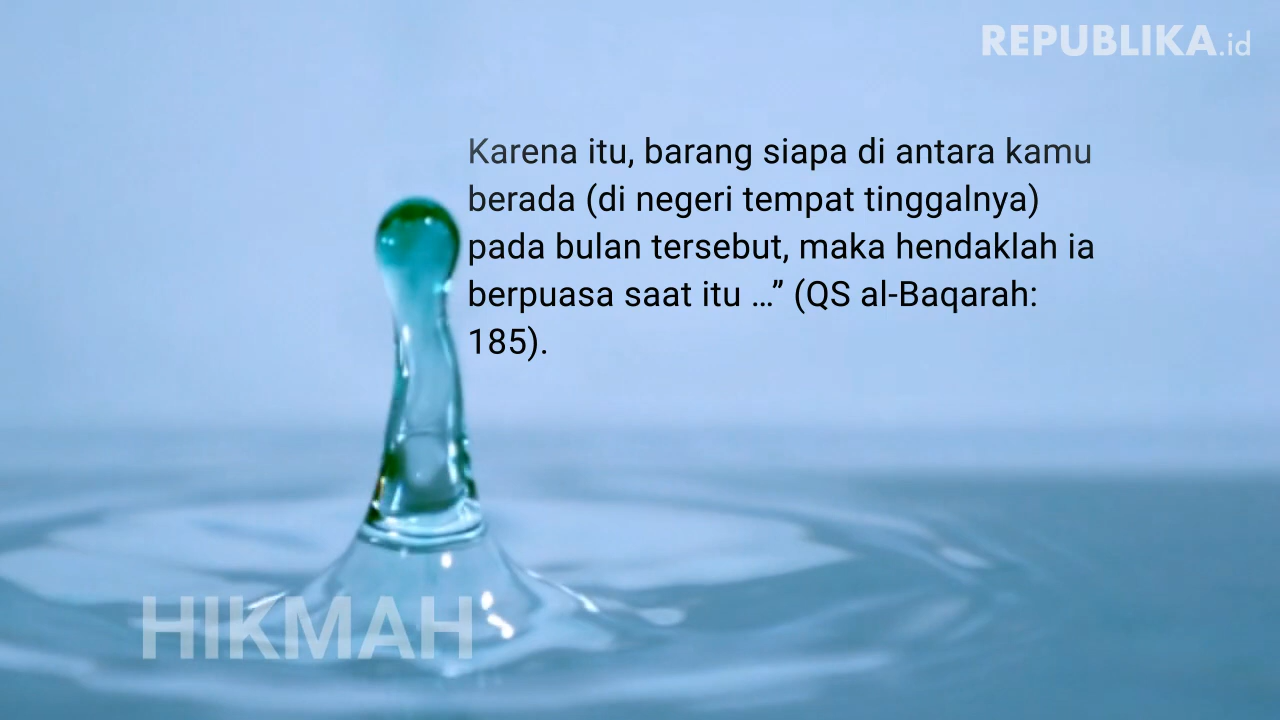 REPUBLIKA.id
Karena itu, barang siapa di antara kamu
berada (di negeri tempat tinggalnya)
pada bulan tersebut, maka hendaklah ia
berpuasa saat itu …” (QS al-Baqarah:
185).
HIKMAH